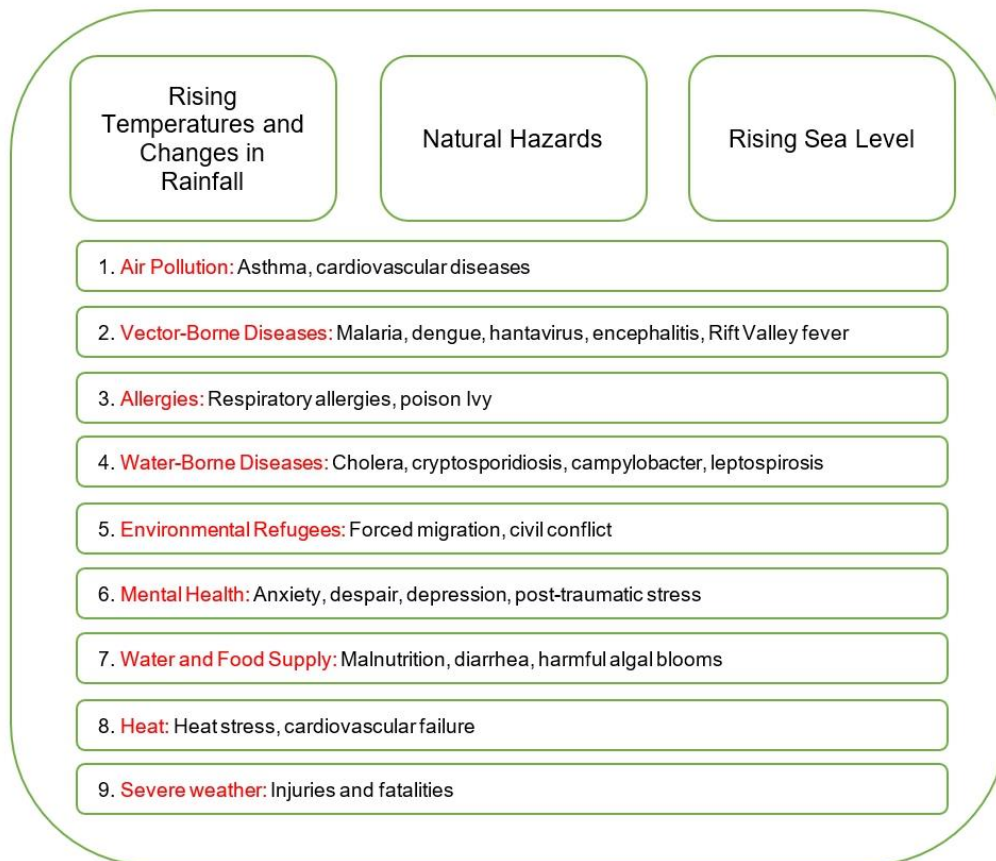 Rising
Temperatures and
Changes in
Rainfall
Natural Hazards
Rising Sea Level
1. Air Pollution: Asthma, cardiovascular diseases
2. Vector-Borne Diseases: Malaria, dengue, hantavirus, encephalitis, Rift Valley fever
3. Allergies: Respiratory allergies, poison Ivy
4. Water-Borne Diseases: Cholera, cryptosporidiosis, campylobacter, leptospirosis
5. Environmental Refugees: Forced migration, civil conflict
6. Mental Health: Anxiety, despair, depression, post-traumatic stress
7. Water and Food Supply: Malnutrition, diarrhea, harmful algal blooms
8. Heat: Heat stress, cardiovascular failure
9. Severe weather: Injuries and fatalities